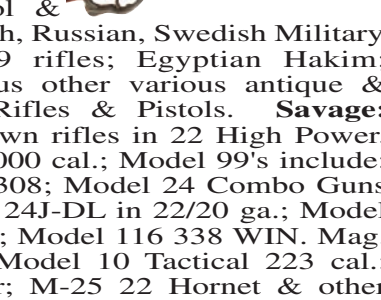 ol &
h, Russian, Swedish Military
9 rifles; Egyptian Hakim;
us other various antique &
Rifles & Pistols. Savage:
wn rifles in 22 High Power
000 cal.; Model 99's include:
308; Model 24 Combo Guns
24J-DL in 22/20 ga.; Model
; Model 116 338 WIN. Mag
Model 10 Tactical 223 cal.;
r; M-25 22 Hornet & other